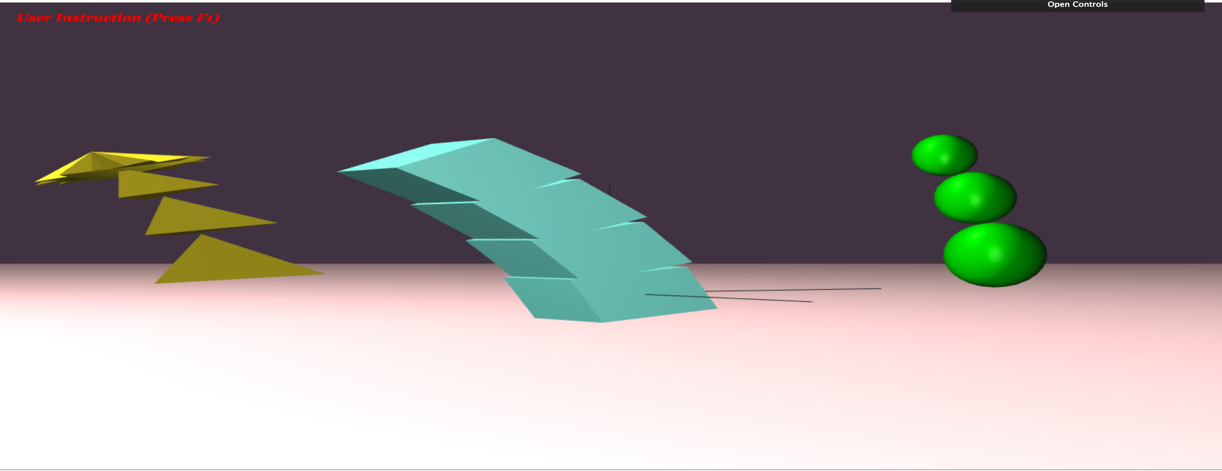 User Instruction (Press F1)
Open Controls